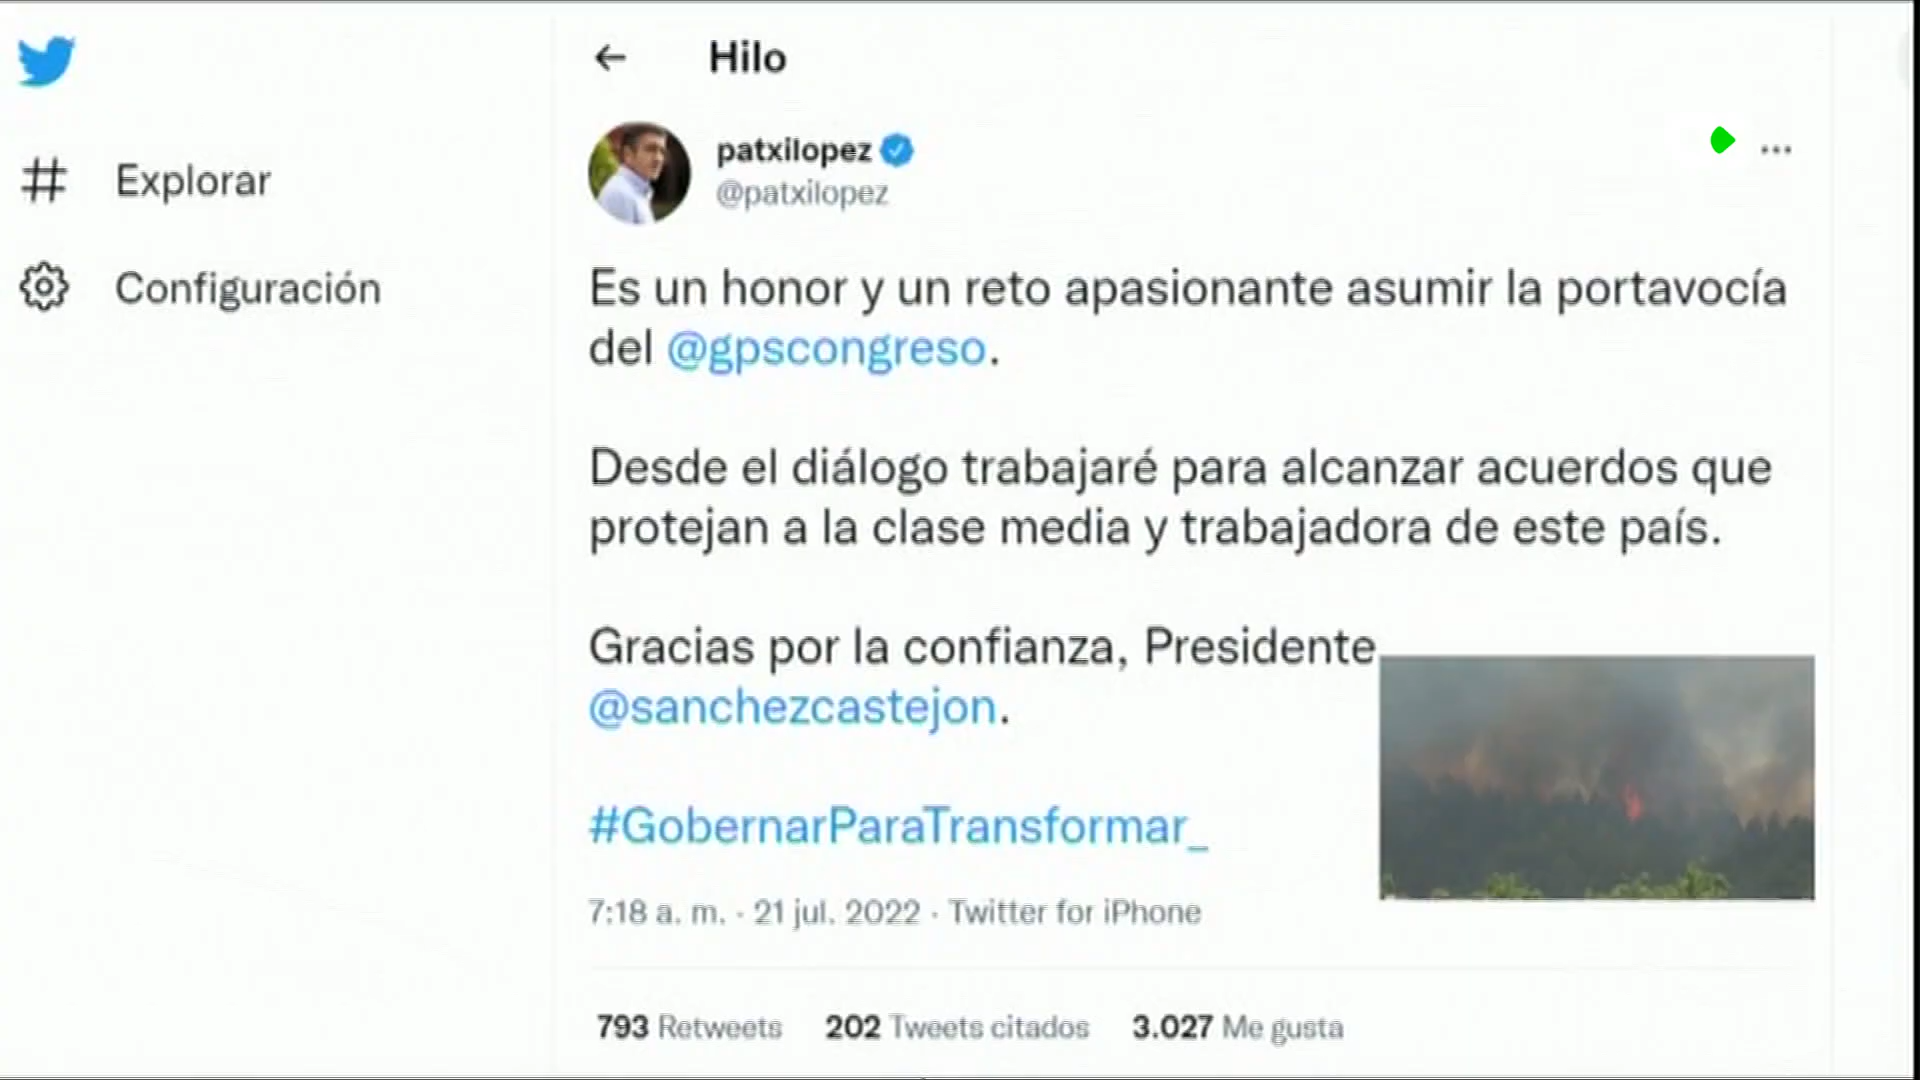 Hilo
Explorar
Configuración
patxilopez
@patxilopez
Es un honor y un reto apasionante asumir la portavocía
del @gpscongreso.
Desde el diálogo trabajaré para alcanzar acuerdos que
protejan a la clase media y trabajadora de este país.
Gracias por la confianza, Presidente
@sanchezcastejon.
#GobernarParaTransformar_
7:18 a. m. · 21 jul. 2022 · Twitter for iPhone
793 Retweets 202 Tweets citados 3.027 Me gusta